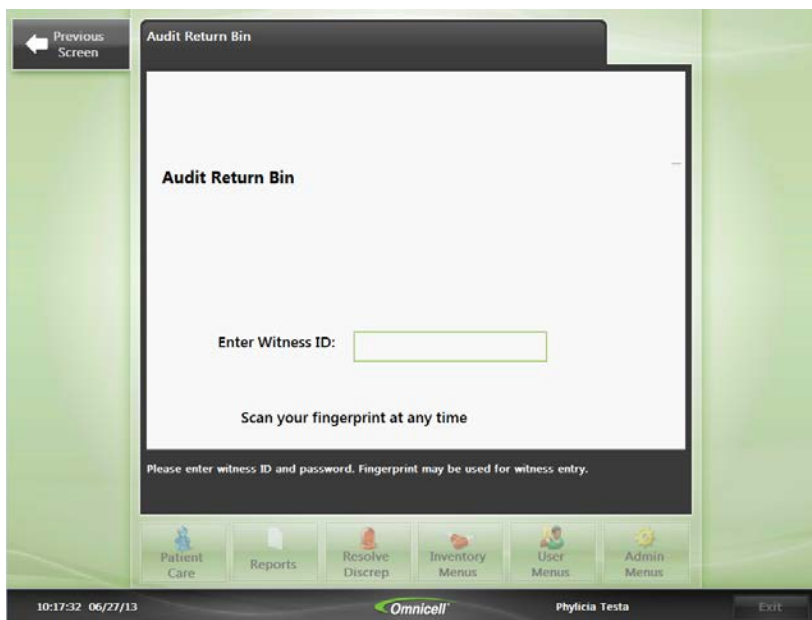 Previous
Screen
Audit Return Bin
Audit Return Bin
Enter Witness ID:
Scan your fingerprint at any time
Please enter witness ID and password. Fingerprint may be used for witness entry.
Patient
Care
Reports
Resolve
Discrep
Inventory
Menus
User
Menus
Admin
Menus
10:17:32 06/27/13
Omnicell
Phylicia Testa
Exit